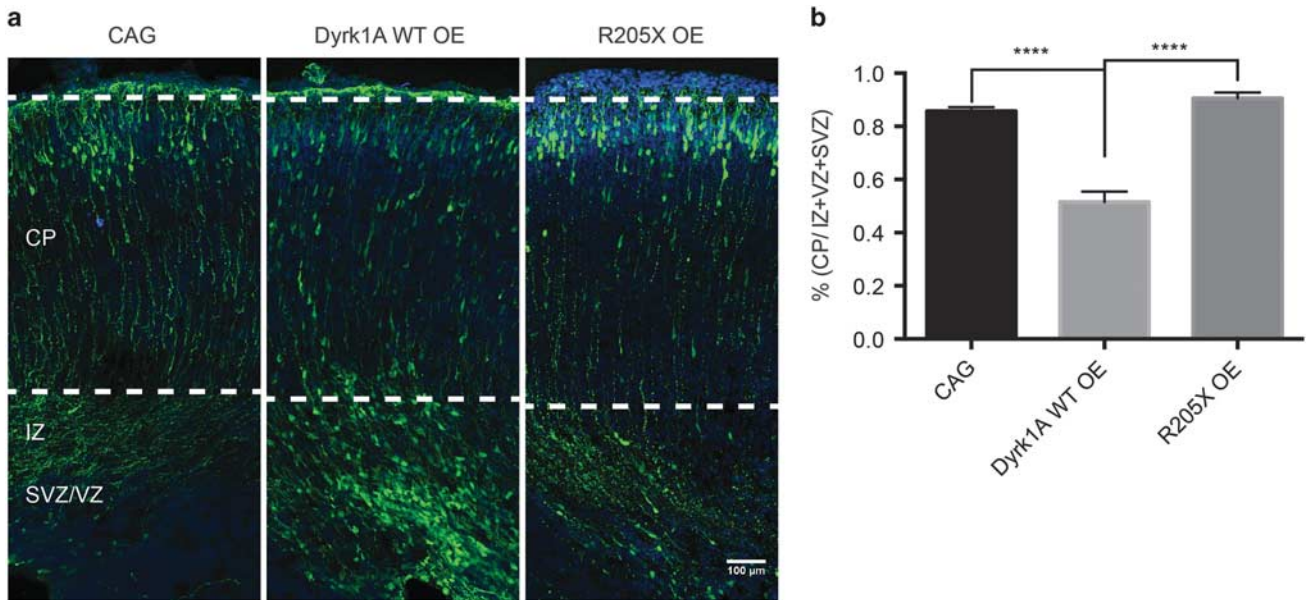 a
CAG
Dyrk1A WT OE
R205X OE
CP
IZ
SVZ/VZ
100 µm
b
****
****
% (CP/ IZ+VZ+SVZ)
1.0
0.8
0.6
0.4
0.2
0.0
CAG
Dyrk1A WT OE
R205X OE